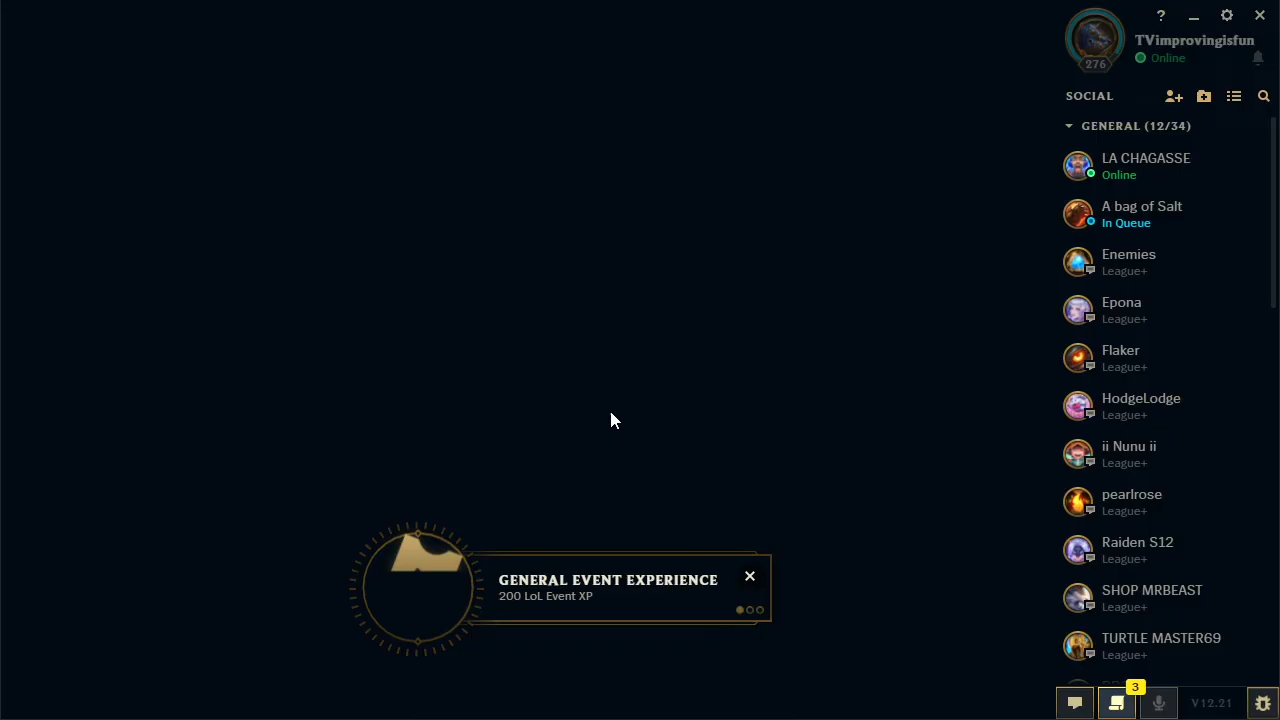 ?
TVimprovingisfun
276
Online
SOCIAL
GENERAL (12/34)
LA CHAGASSE
Online
A bag of Salt
In Queue
Enemies
League+
Epona
League+
Flaker
League+
HodgeLodge
League+
ii Nunu ii
League+
pearlrose
League+
Raiden S12
League+
SHOP MRBEAST
League+
TURTLE MASTER69
League+
GENERAL EVENT EXPERIENCE
200 LoL Event XP
3
V12.21